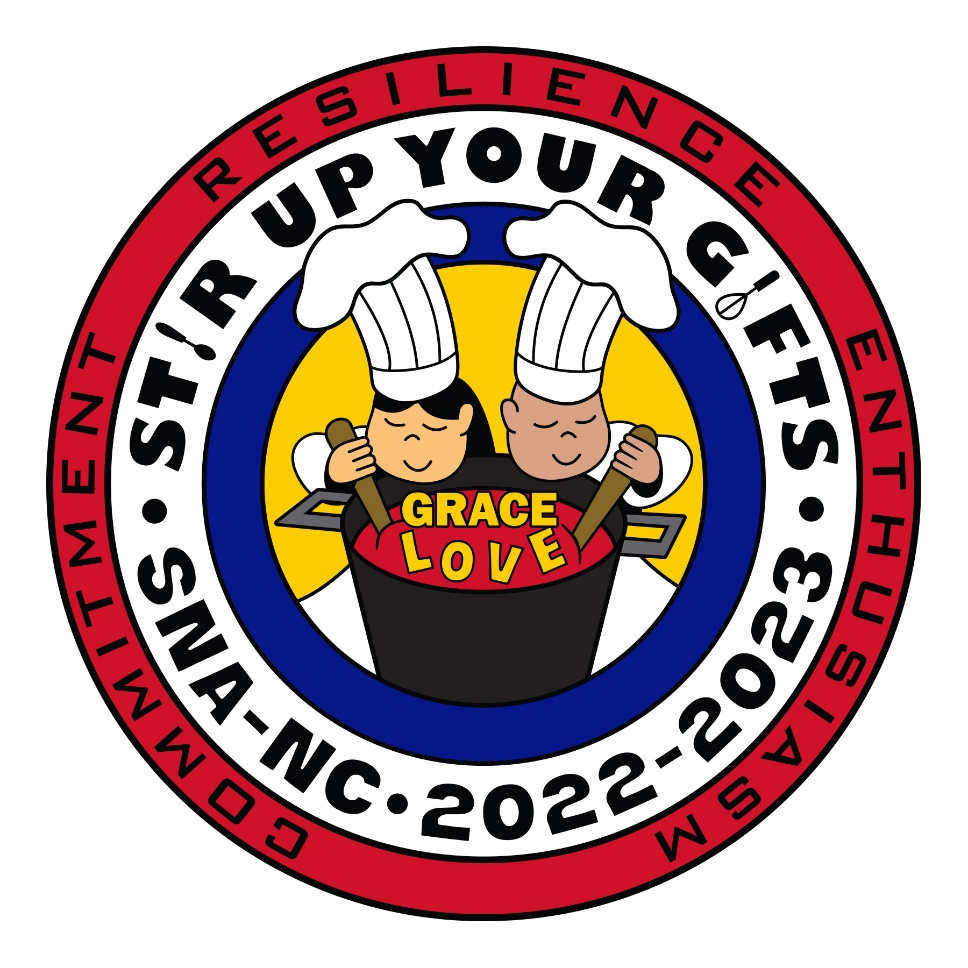 RESILIENCE
COMMITMENT
ENTHUSIASM
STIR UP YOUR GIFTS
• SNA-NC • 2022-2023 •
GRACE
LOVE